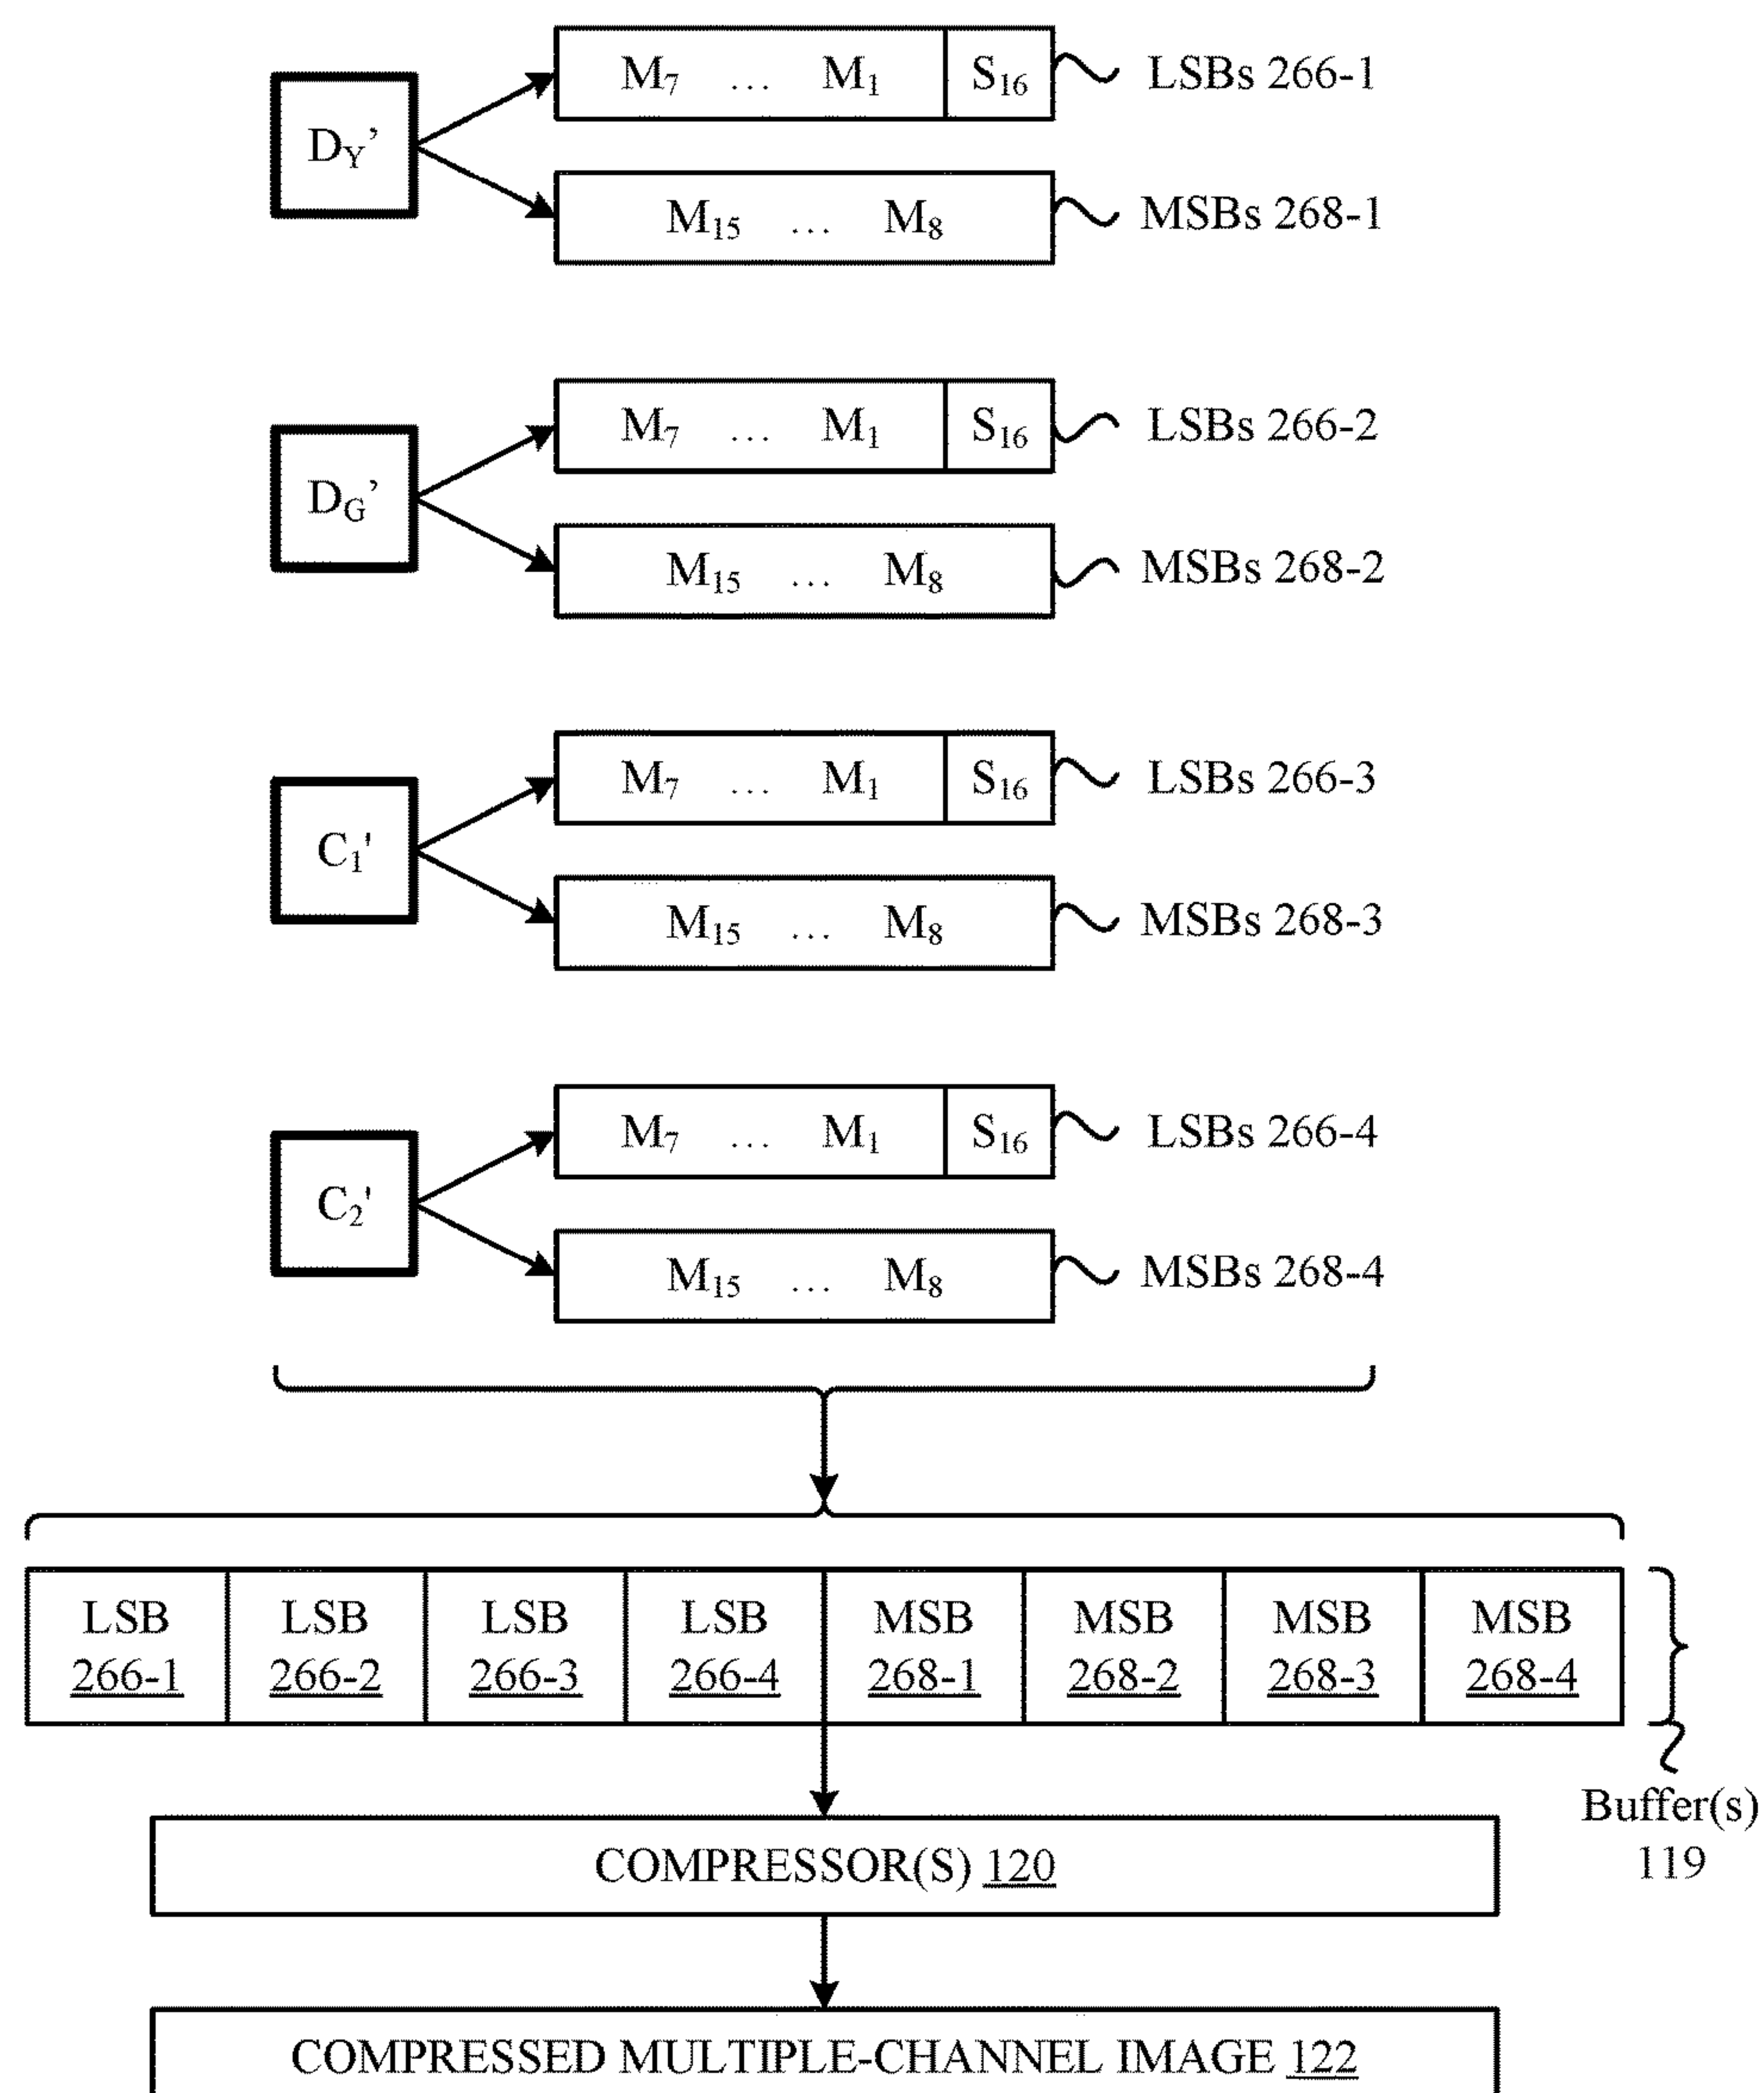 M₇ … M₁ S₁₆ LSBs 266-1
D_Y’
M₁₅ … M₈ MSBs 268-1
M₇ … M₁ S₁₆ LSBs 266-2
D_G’
M₁₅ … M₈ MSBs 268-2
M₇ … M₁ S₁₆ LSBs 266-3
C₁'
M₁₅ … M₈ MSBs 268-3
M₇ … M₁ S₁₆ LSBs 266-4
C₂'
M₁₅ … M₈ MSBs 268-4
LSB LSB LSB LSB MSB MSB MSB MSB
266-1 266-2 266-3 266-4 268-1 268-2 268-3 268-4
Buffer(s)
119
COMPRESSOR(S) 120
COMPRESSED MULTIPLE-CHANNEL IMAGE 122